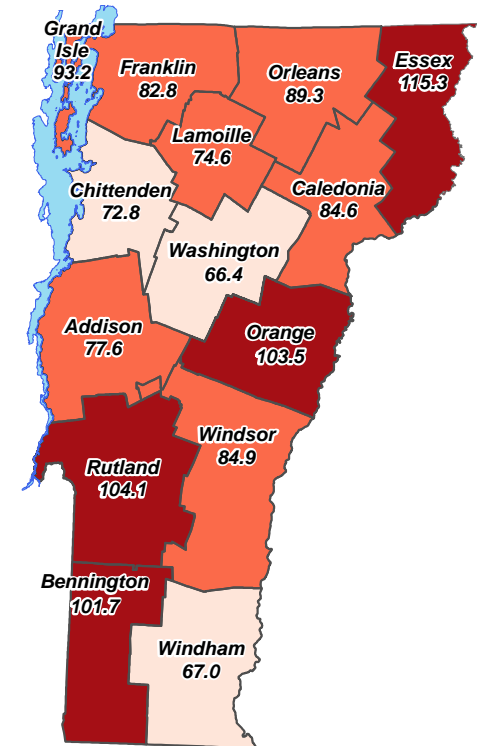 Grand
Isle
93.2
Franklin
82.8
Orleans
89.3
Essex
115.3
Lamoille
74.6
Chittenden
72.8
Caledonia
84.6
Washington
66.4
Addison
77.6
Orange
103.5
Windsor
84.9
Rutland
104.1
Bennington
101.7
Windham
67.0